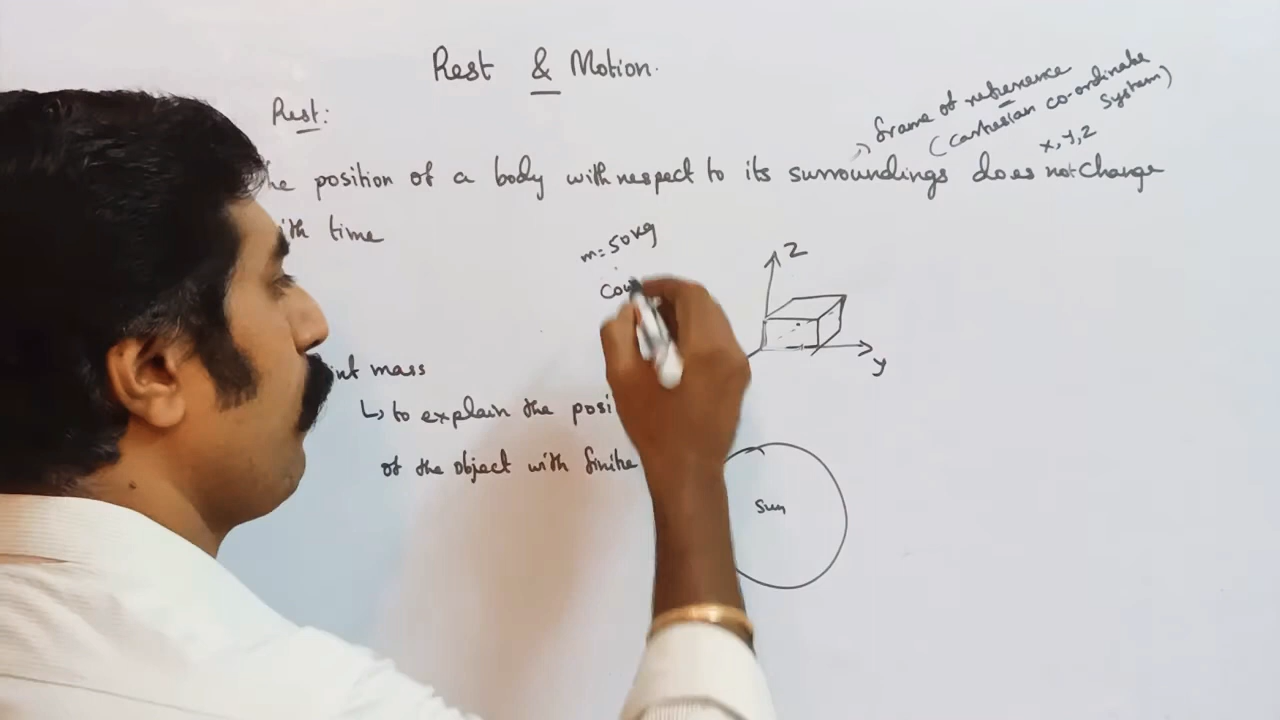 Rest & Motion.
Rest:
frame of reference
(cartesian co-ordinate
system)
x, y, z
he position of a body with respect to its surroundings does not change
ith time
m=50kg
cou
Z
y
int mass
↳ to explain the posi
of the object with finite
Sun